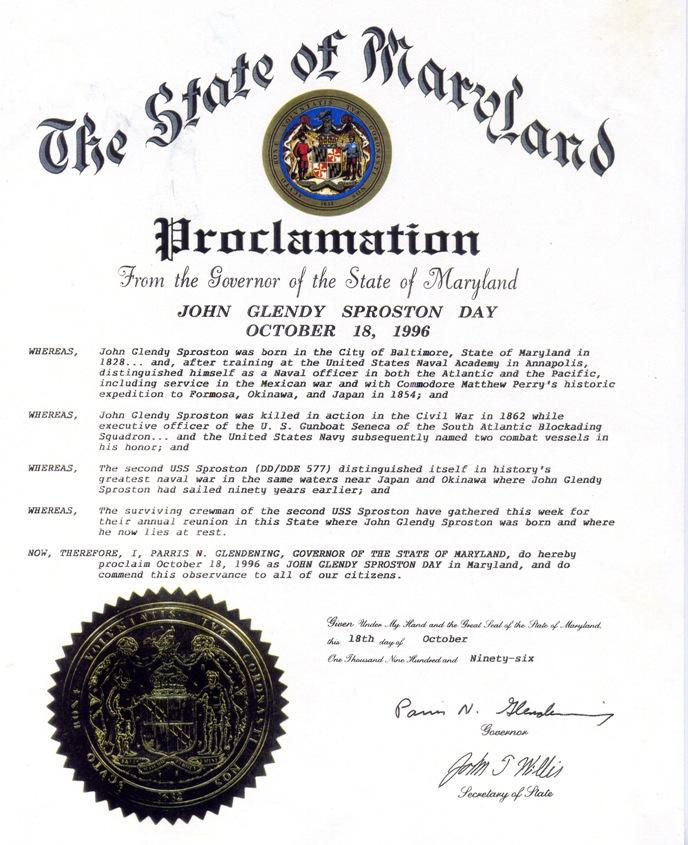 The State of Maryland
Proclamation
From the Governor of the State of Maryland
JOHN GLENDY SPROSTON DAY
OCTOBER 18, 1996
WHEREAS, John Glendy Sproston was born in the City of Baltimore, State of Maryland in
1828... and, after training at the United States Naval Academy in Annapolis,
distinguished himself as a Naval officer in both the Atlantic and the Pacific,
including service in the Mexican war and with Commodore Matthew Perry's historic
expedition to Formosa, Okinawa, and Japan in 1854; and
WHEREAS, John Glendy Sproston was killed in action in the Civil War in 1862 while
executive officer of the U. S. Gunboat Seneca of the South Atlantic Blockading
Squadron... and the United States Navy subsequently named two combat vessels in
his honor; and
WHEREAS, The second USS Sproston (DD/DDE 577) distinguished itself in history's
greatest naval war in the same waters near Japan and Okinawa where John Glendy
Sproston had sailed ninety years earlier; and
WHEREAS, The surviving crewman of the second USS Sproston have gathered this week for
their annual reunion in this State where John Glendy Sproston was born and where
he now lies at rest.
NOW, THEREFORE, I, PARRIS N. GLENDENING, GOVERNOR OF THE STATE OF MARYLAND, do hereby
proclaim October 18, 1996 as JOHN GLENDY SPROSTON DAY in Maryland, and do
commend this observance to all of our citizens.
Given Under My Hand and the Great Seal of the State of Maryland,
this 18th day of October
One Thousand Nine Hundred and Ninety-six
Parris N. Glendening
Governor
John T Willis
Secretary of State
SCVTO BONÆ VOLVNTATIS TVÆ CORONASTI NOS
1632